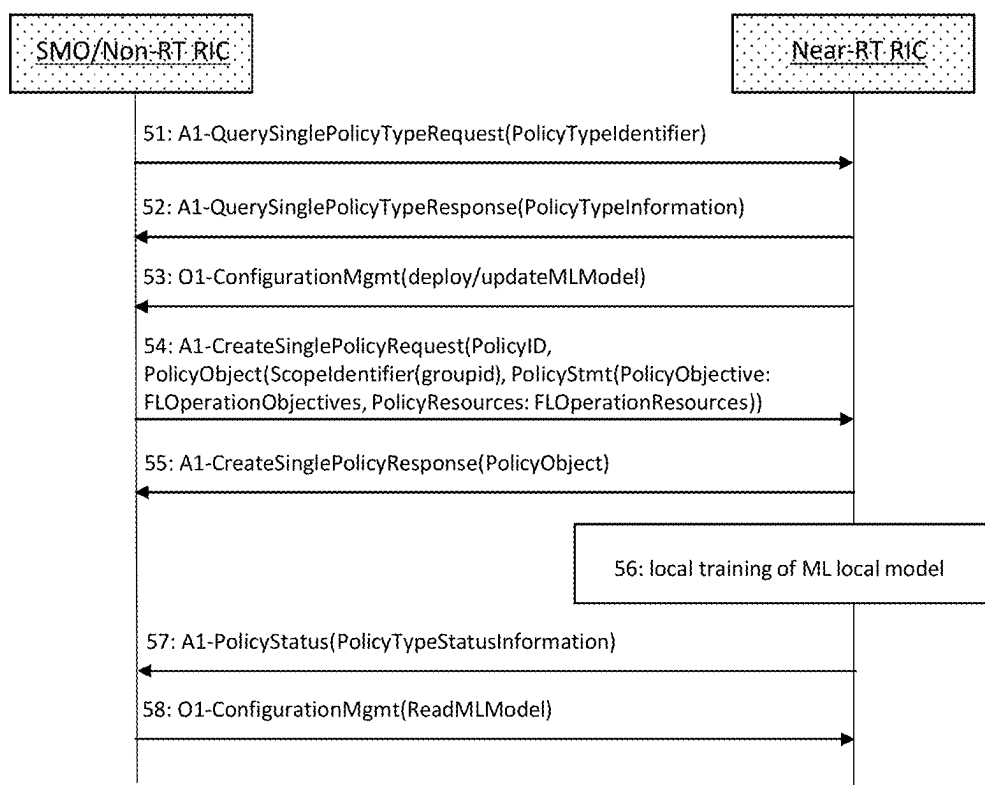 SMO/Non-RT RIC
Near-RT RIC
51: A1-QuerySinglePolicyTypeRequest(PolicyTypeIdentifier)
52: A1-QuerySinglePolicyTypeResponse(PolicyTypeInformation)
53: O1-ConfigurationMgmt(deploy/updateMLModel)
54: A1-CreateSinglePolicyRequest(PolicyID,
PolicyObject(ScopeIdentifier(groupid), PolicyStmt(PolicyObjective:
FLOperationObjectives, PolicyResources: FLOperationResources))
55: A1-CreateSinglePolicyResponse(PolicyObject)
56: local training of ML local model
57: A1-PolicyStatus(PolicyTypeStatusInformation)
58: O1-ConfigurationMgmt(ReadMLModel)